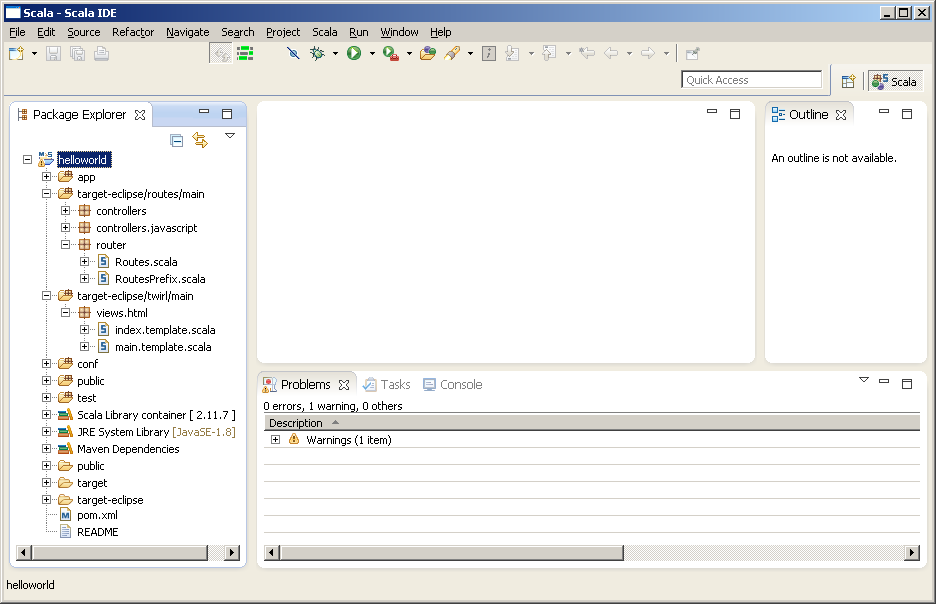 Scala - Scala IDE
File Edit Source Refactor Navigate Search Project Scala Run Window Help
Quick Access
Scala
Package Explorer
helloworld
app
target-eclipse/routes/main
controllers
controllers.javascript
router
Routes.scala
RoutesPrefix.scala
target-eclipse/twirl/main
views.html
index.template.scala
main.template.scala
conf
public
test
Scala Library container [ 2.11.7 ]
JRE System Library [JavaSE-1.8]
Maven Dependencies
public
target
target-eclipse
pom.xml
README
Outline
An outline is not available.
Problems Tasks Console
0 errors, 1 warning, 0 others
Description
Warnings (1 item)
helloworld